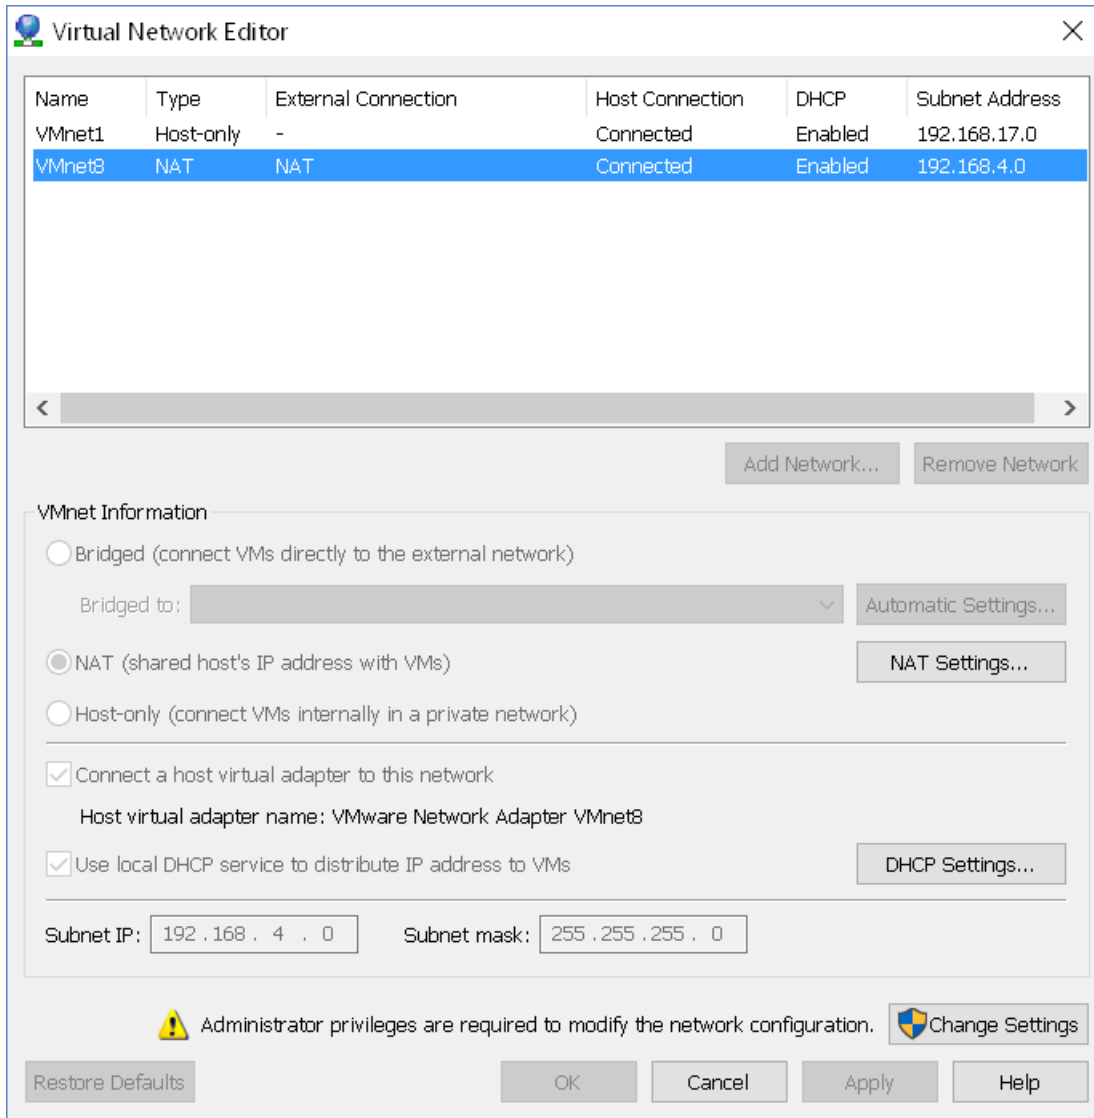 Virtual Network Editor
Name Type External Connection Host Connection DHCP Subnet Address
VMnet1 Host-only - Connected Enabled 192.168.17.0
VMnet8 NAT NAT Connected Enabled 192.168.4.0
Add Network... Remove Network
VMnet Information
Bridged (connect VMs directly to the external network)
Bridged to: Automatic Settings...
NAT (shared host's IP address with VMs) NAT Settings...
Host-only (connect VMs internally in a private network)
Connect a host virtual adapter to this network
Host virtual adapter name: VMware Network Adapter VMnet8
Use local DHCP service to distribute IP address to VMs DHCP Settings...
Subnet IP: 192 . 168 . 4 . 0 Subnet mask: 255 . 255 . 255 . 0
Administrator privileges are required to modify the network configuration. Change Settings
Restore Defaults OK Cancel Apply Help